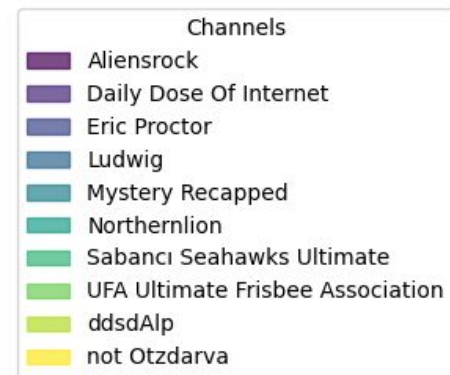 Channels
Aliensrock
Daily Dose Of Internet
Eric Proctor
Ludwig
Mystery Recapped
Northernlion
Sabancı Seahawks Ultimate
UFA Ultimate Frisbee Association
ddsdAlp
not Otzdarva